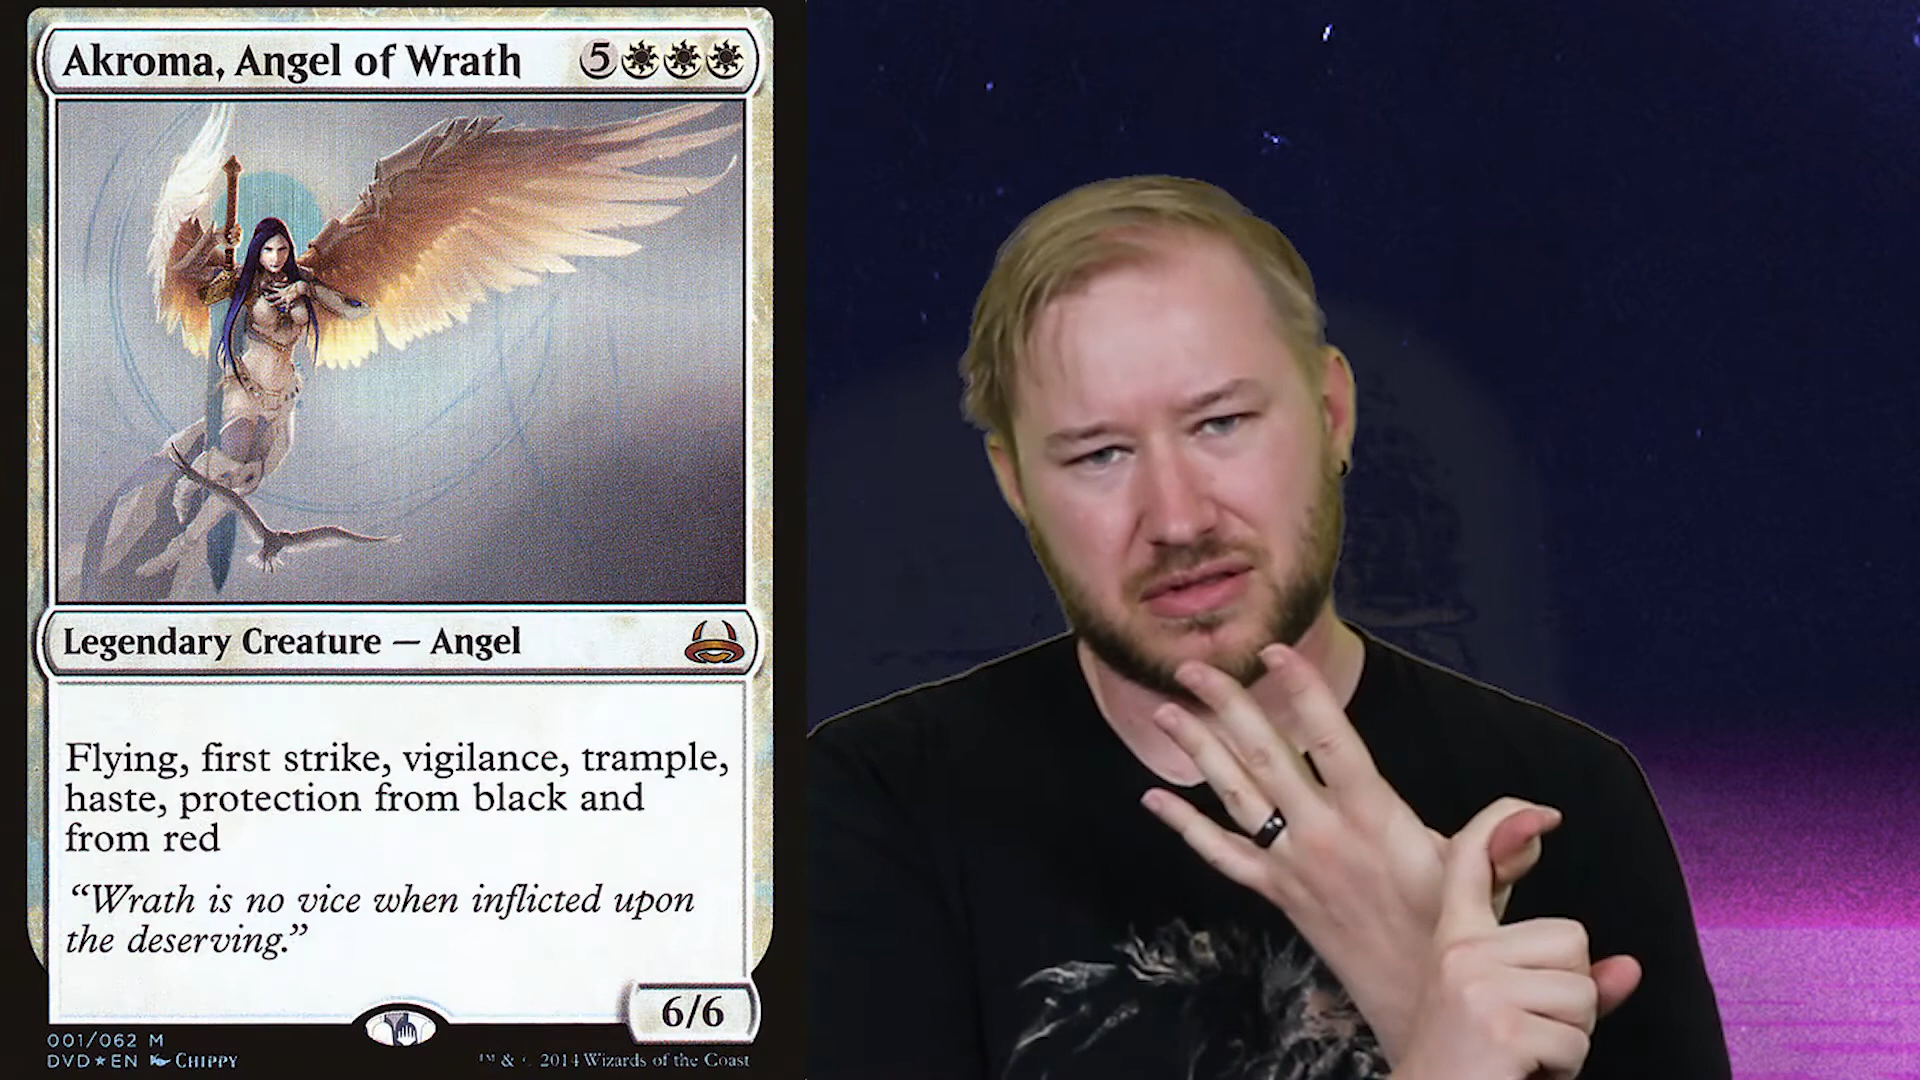 Akroma, Angel of Wrath 5
Legendary Creature — Angel
Flying, first strike, vigilance, trample,
haste, protection from black and
from red
“Wrath is no vice when inflicted upon
the deserving.”
6/6
001/062 M
DVD★EN CHIPPY
™ & © 2014 Wizards of the Coast